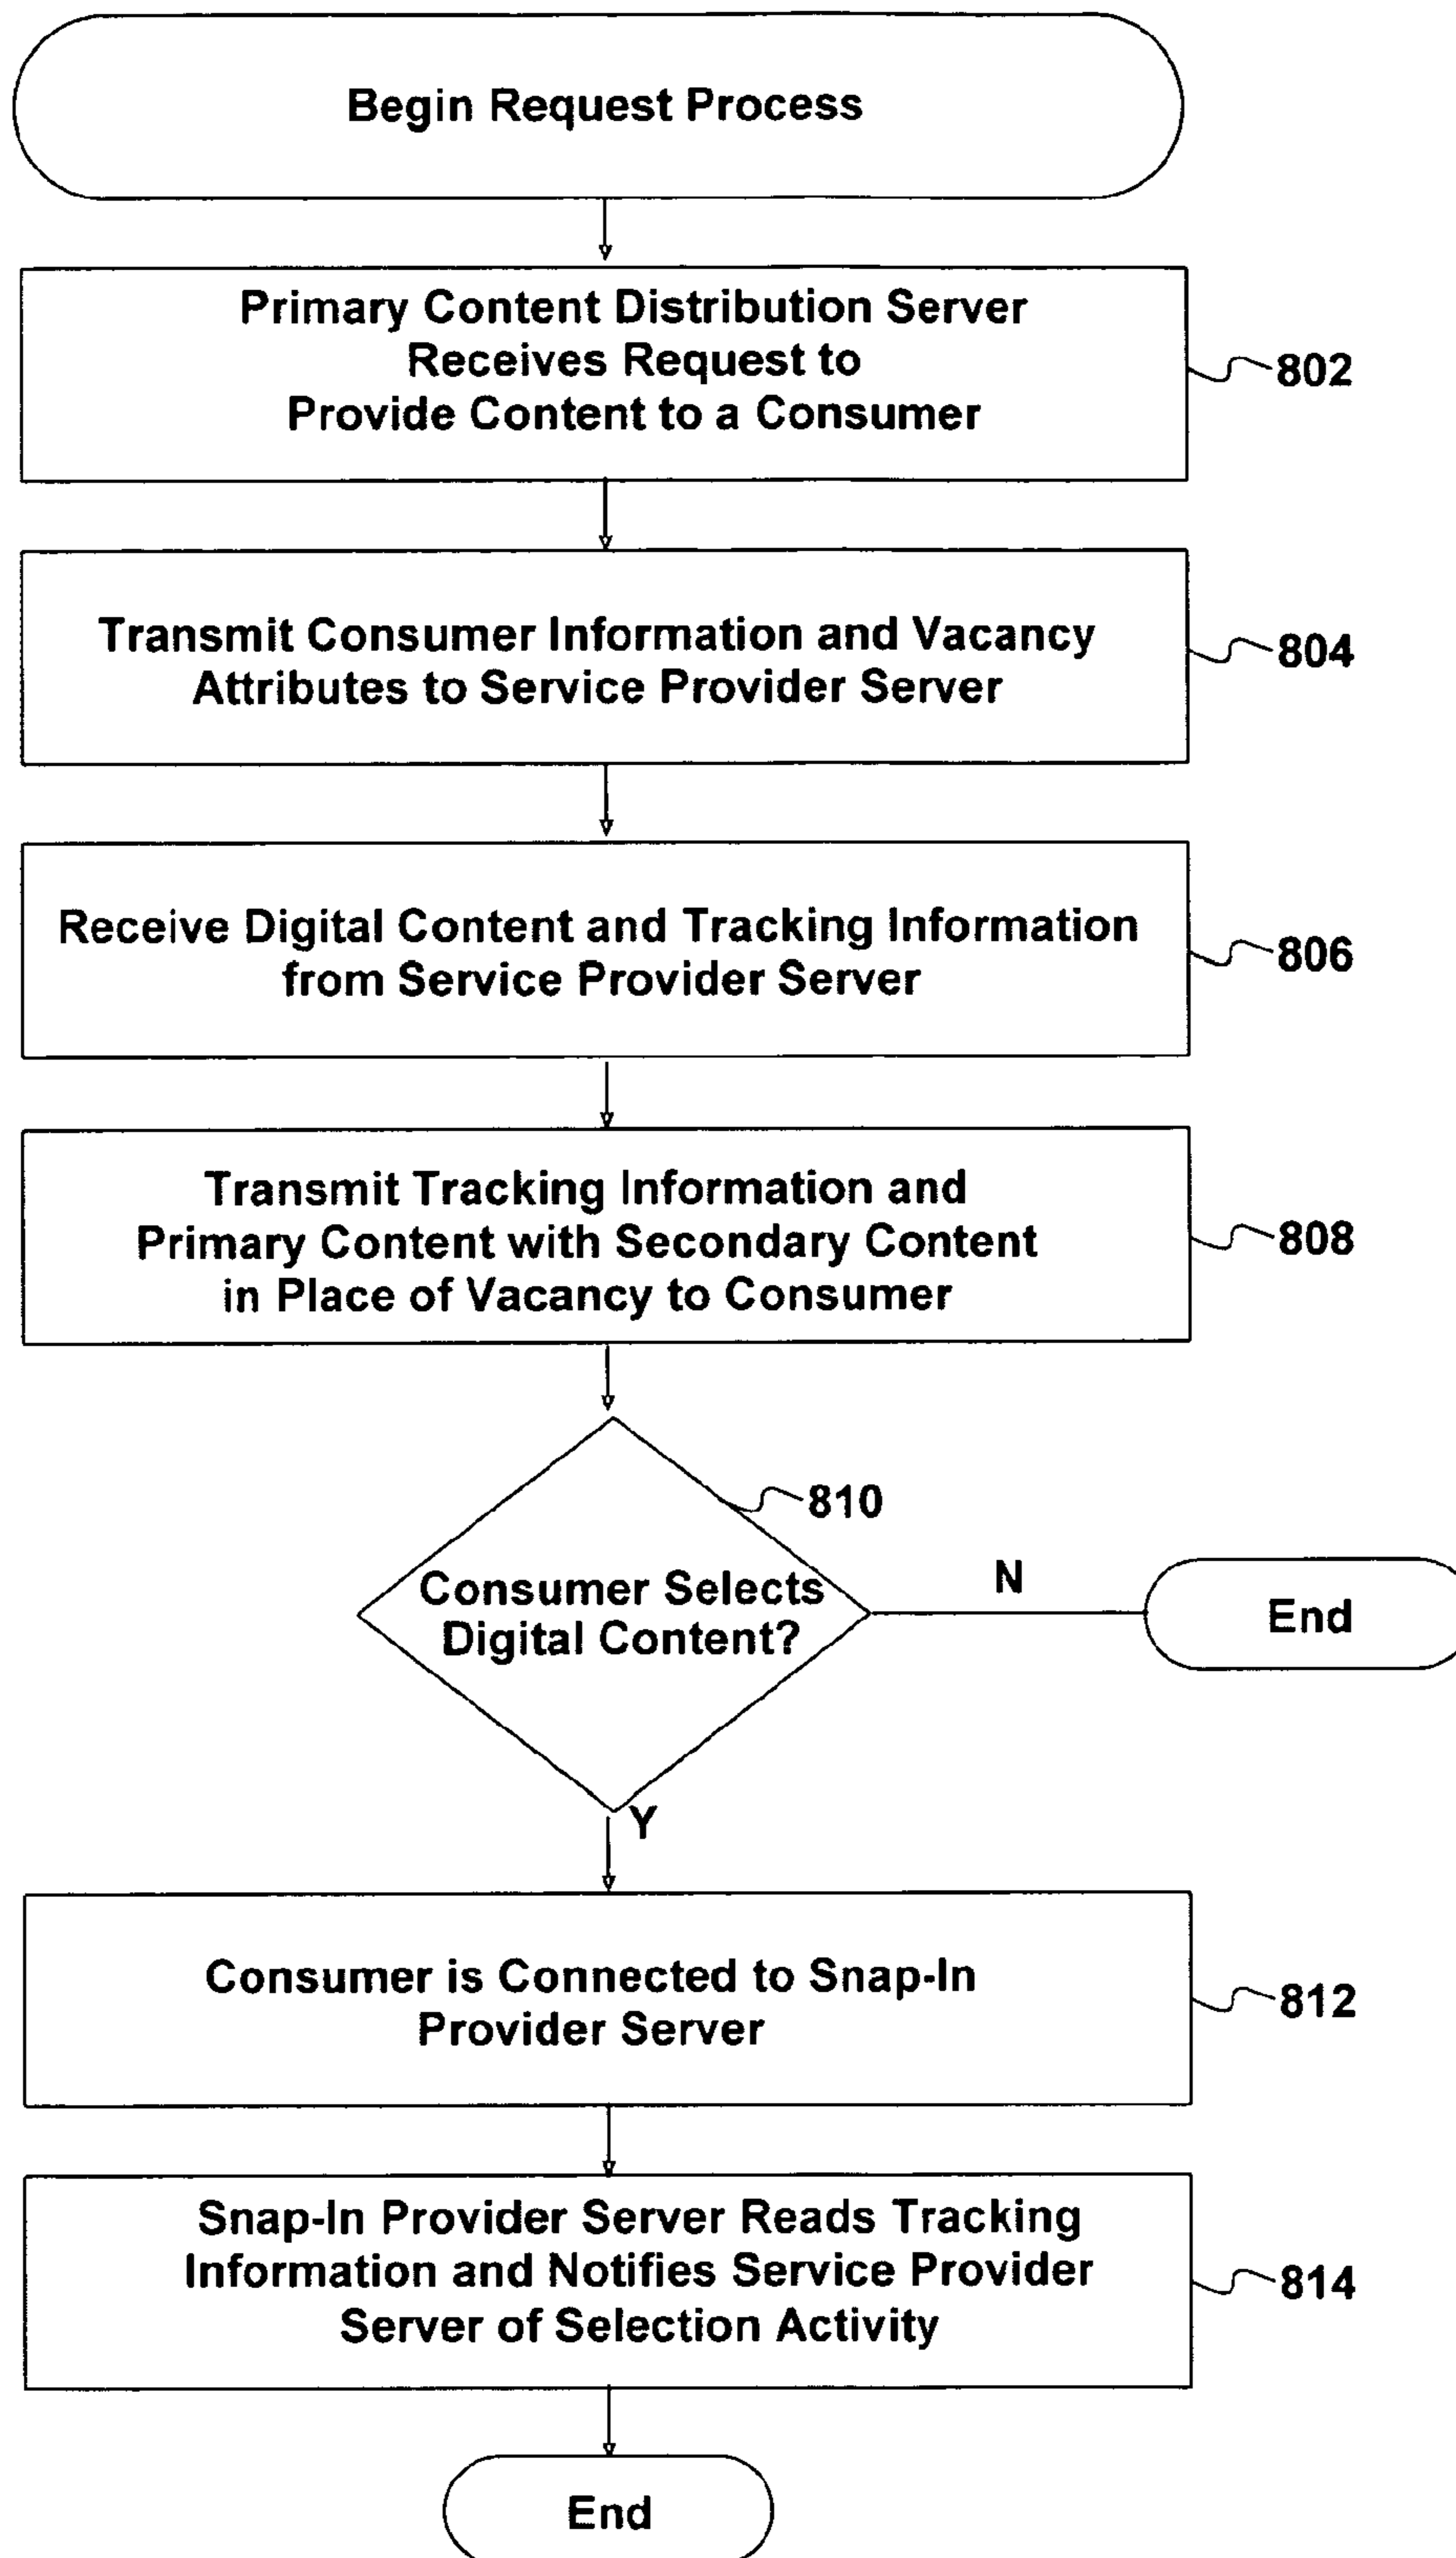 Begin Request Process
Primary Content Distribution Server
Receives Request to
Provide Content to a Consumer
802
Transmit Consumer Information and Vacancy
Attributes to Service Provider Server
804
Receive Digital Content and Tracking Information
from Service Provider Server
806
Transmit Tracking Information and
Primary Content with Secondary Content
in Place of Vacancy to Consumer
808
810
Consumer Selects
Digital Content?
N
End
Y
Consumer is Connected to Snap-In
Provider Server
812
Snap-In Provider Server Reads Tracking
Information and Notifies Service Provider
Server of Selection Activity
814
End